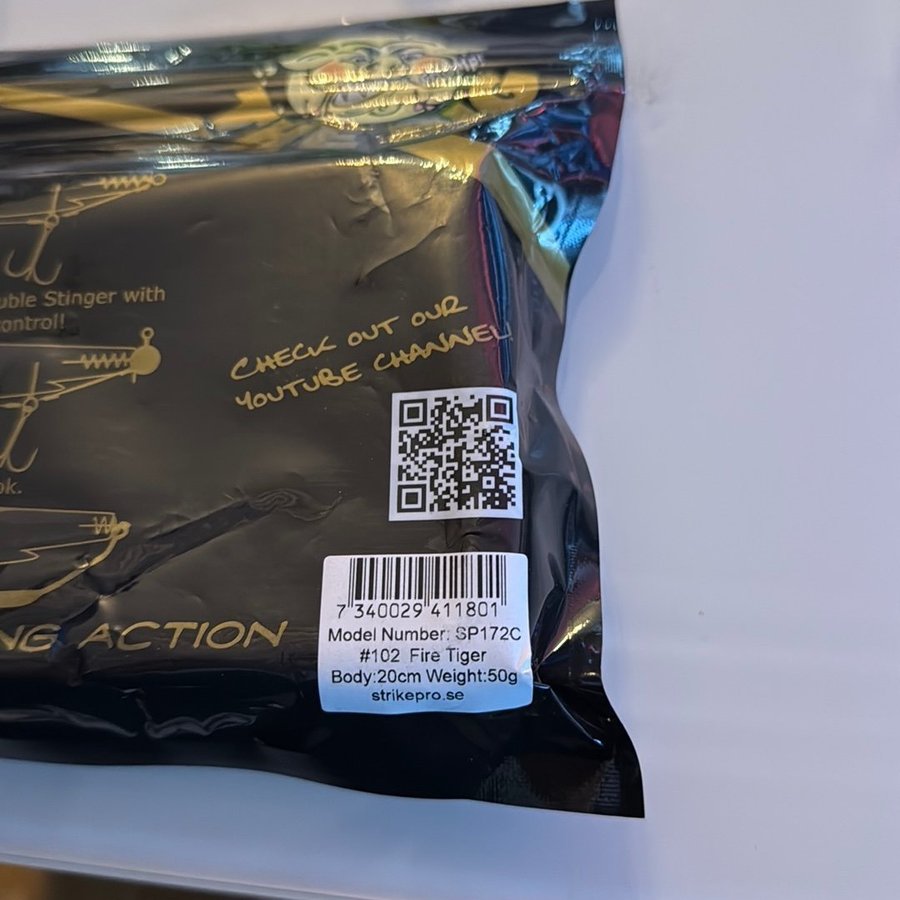 uble Stinger with
ontrol!
CHECK OUT OUR
YOUTUBE CHANNEL
ok.
NG ACTION
7 340029 411801
Model Number: SP172C
#102 Fire Tiger
Body:20cm Weight:50g
strikepro.se